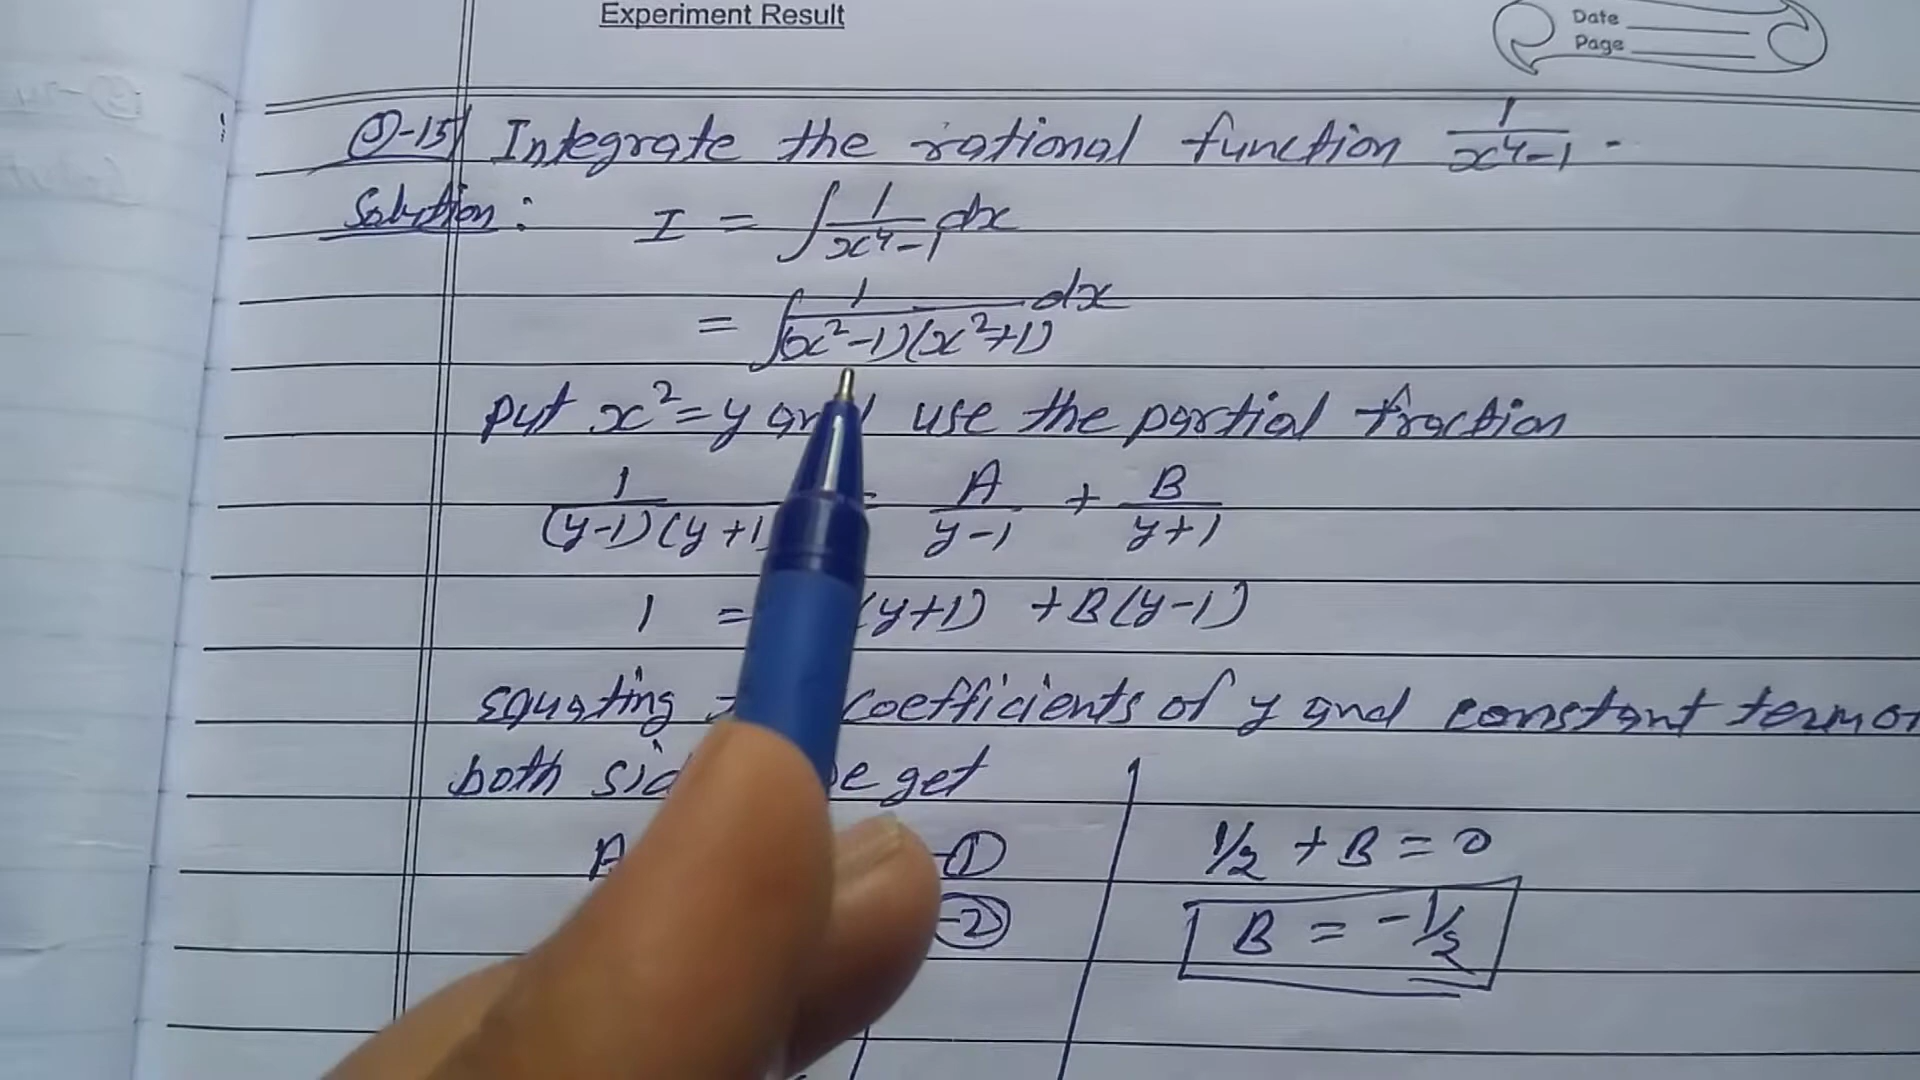 Experiment Result
Date
Page
Q-15 Integrate the rational function 1/(x⁴-1) -
Solution: I = ∫ 1/(x⁴-1) dx
= ∫ 1/((x²-1)(x²+1)) dx
put x²=y use the partial fraction
1/((y-1)(y+1) A/(y-1) + B/(y+1)
1 = (y+1) + B(y-1)
equating coefficients of y and constant term
both get
A -①
1/2 + B = 0
-②
B = -1/2